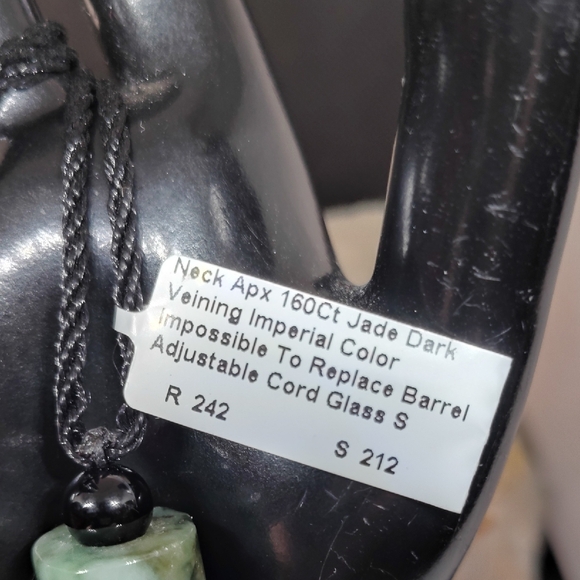 Neck Apx 160Ct Jade Dark
Veining Imperial Color
Impossible To Replace Barrel
Adjustable Cord Glass S
R 242
S 212